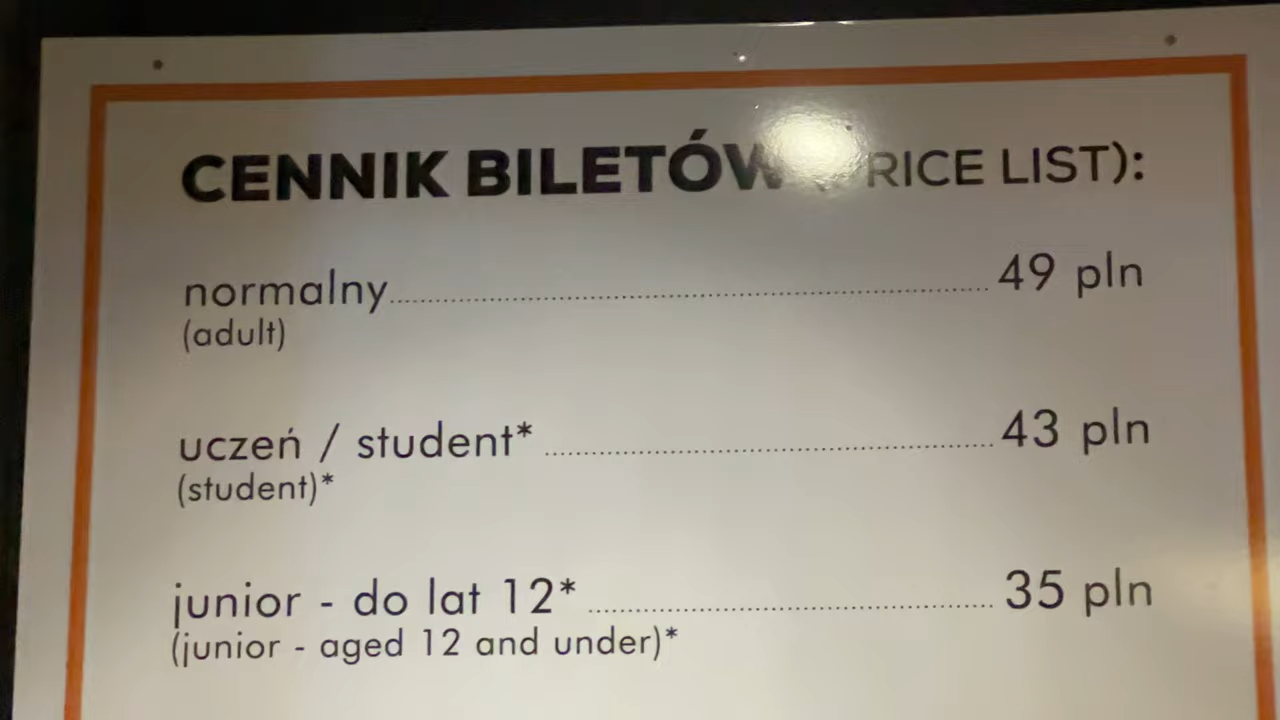 CENNIK BILETÓW (PRICE LIST):
normalny 49 pln
(adult)
uczeń / student* 43 pln
(student)*
junior - do lat 12* 35 pln
(junior - aged 12 and under)*